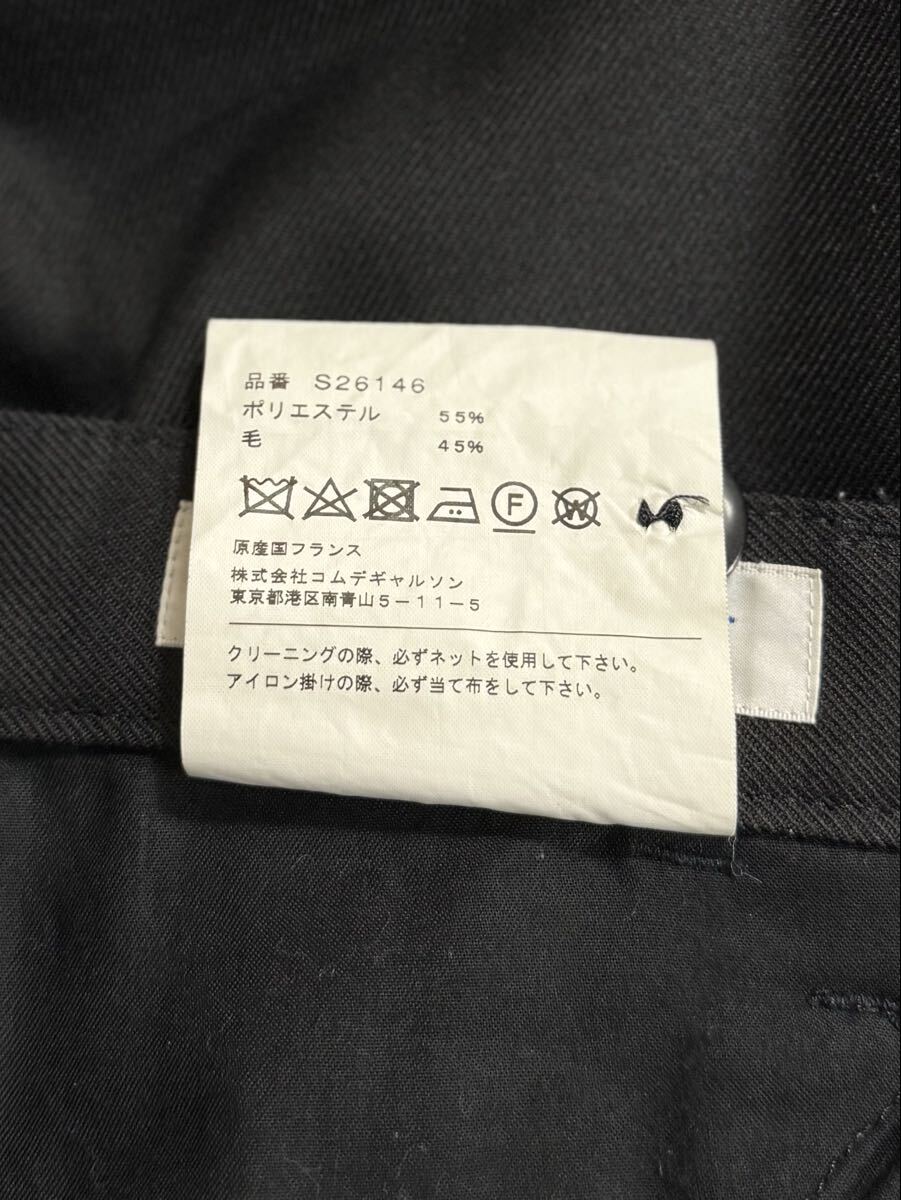 品番 S26146
ポリエステル 55%
毛 45%
F W
原産国フランス
株式会社コムデギャルソン
東京都港区南青山5-11-5
クリーニングの際、必ずネットを使用して下さい。
アイロン掛けの際、必ず当て布をして下さい。